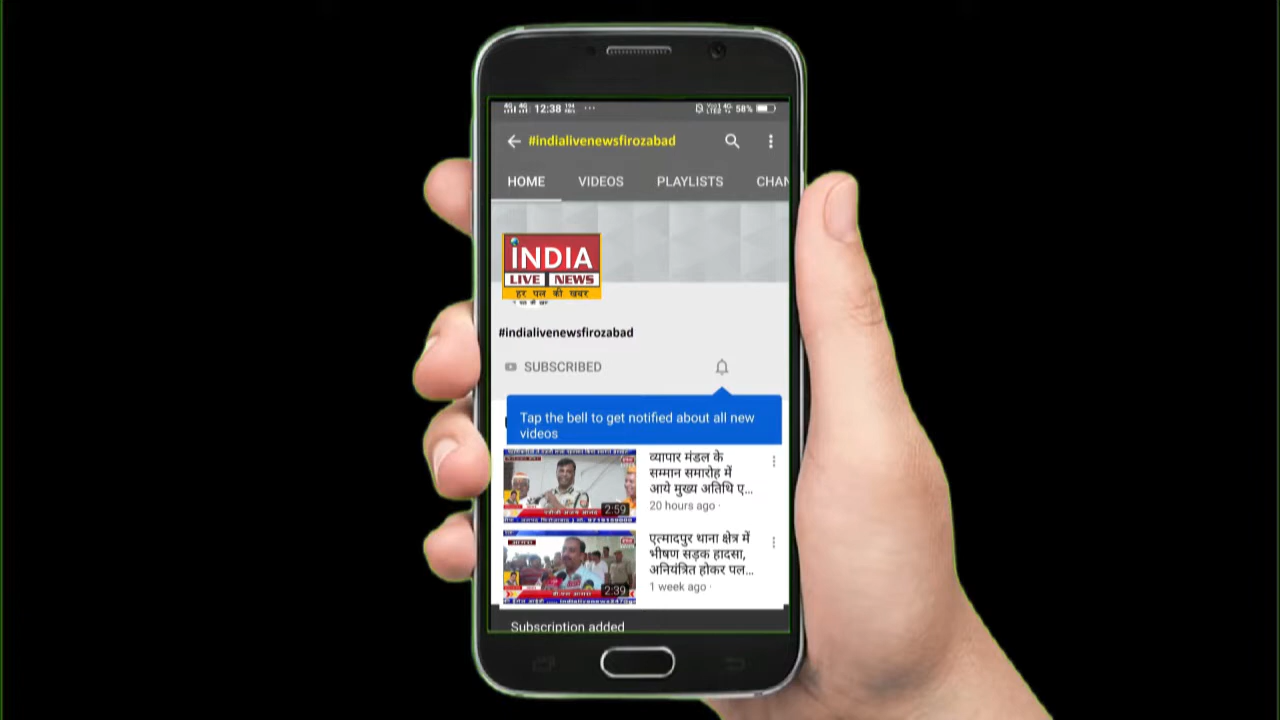 12:38
58%
#indialivenewsfirozabad
HOME VIDEOS PLAYLISTS CHAN
INDIA
LIVE NEWS
हर पल की खबर
#indialivenewsfirozabad
SUBSCRIBED
Tap the bell to get notified about all new
videos
व्यापार मंडल के
सम्मान समारोह में
आये मुख्य अतिथि ए...
20 hours ago ·
2:59
एत्मादपुर थाना क्षेत्र में
भीषण सड़क हादसा,
अनियंत्रित होकर पल...
1 week ago ·
2:39
Subscription added